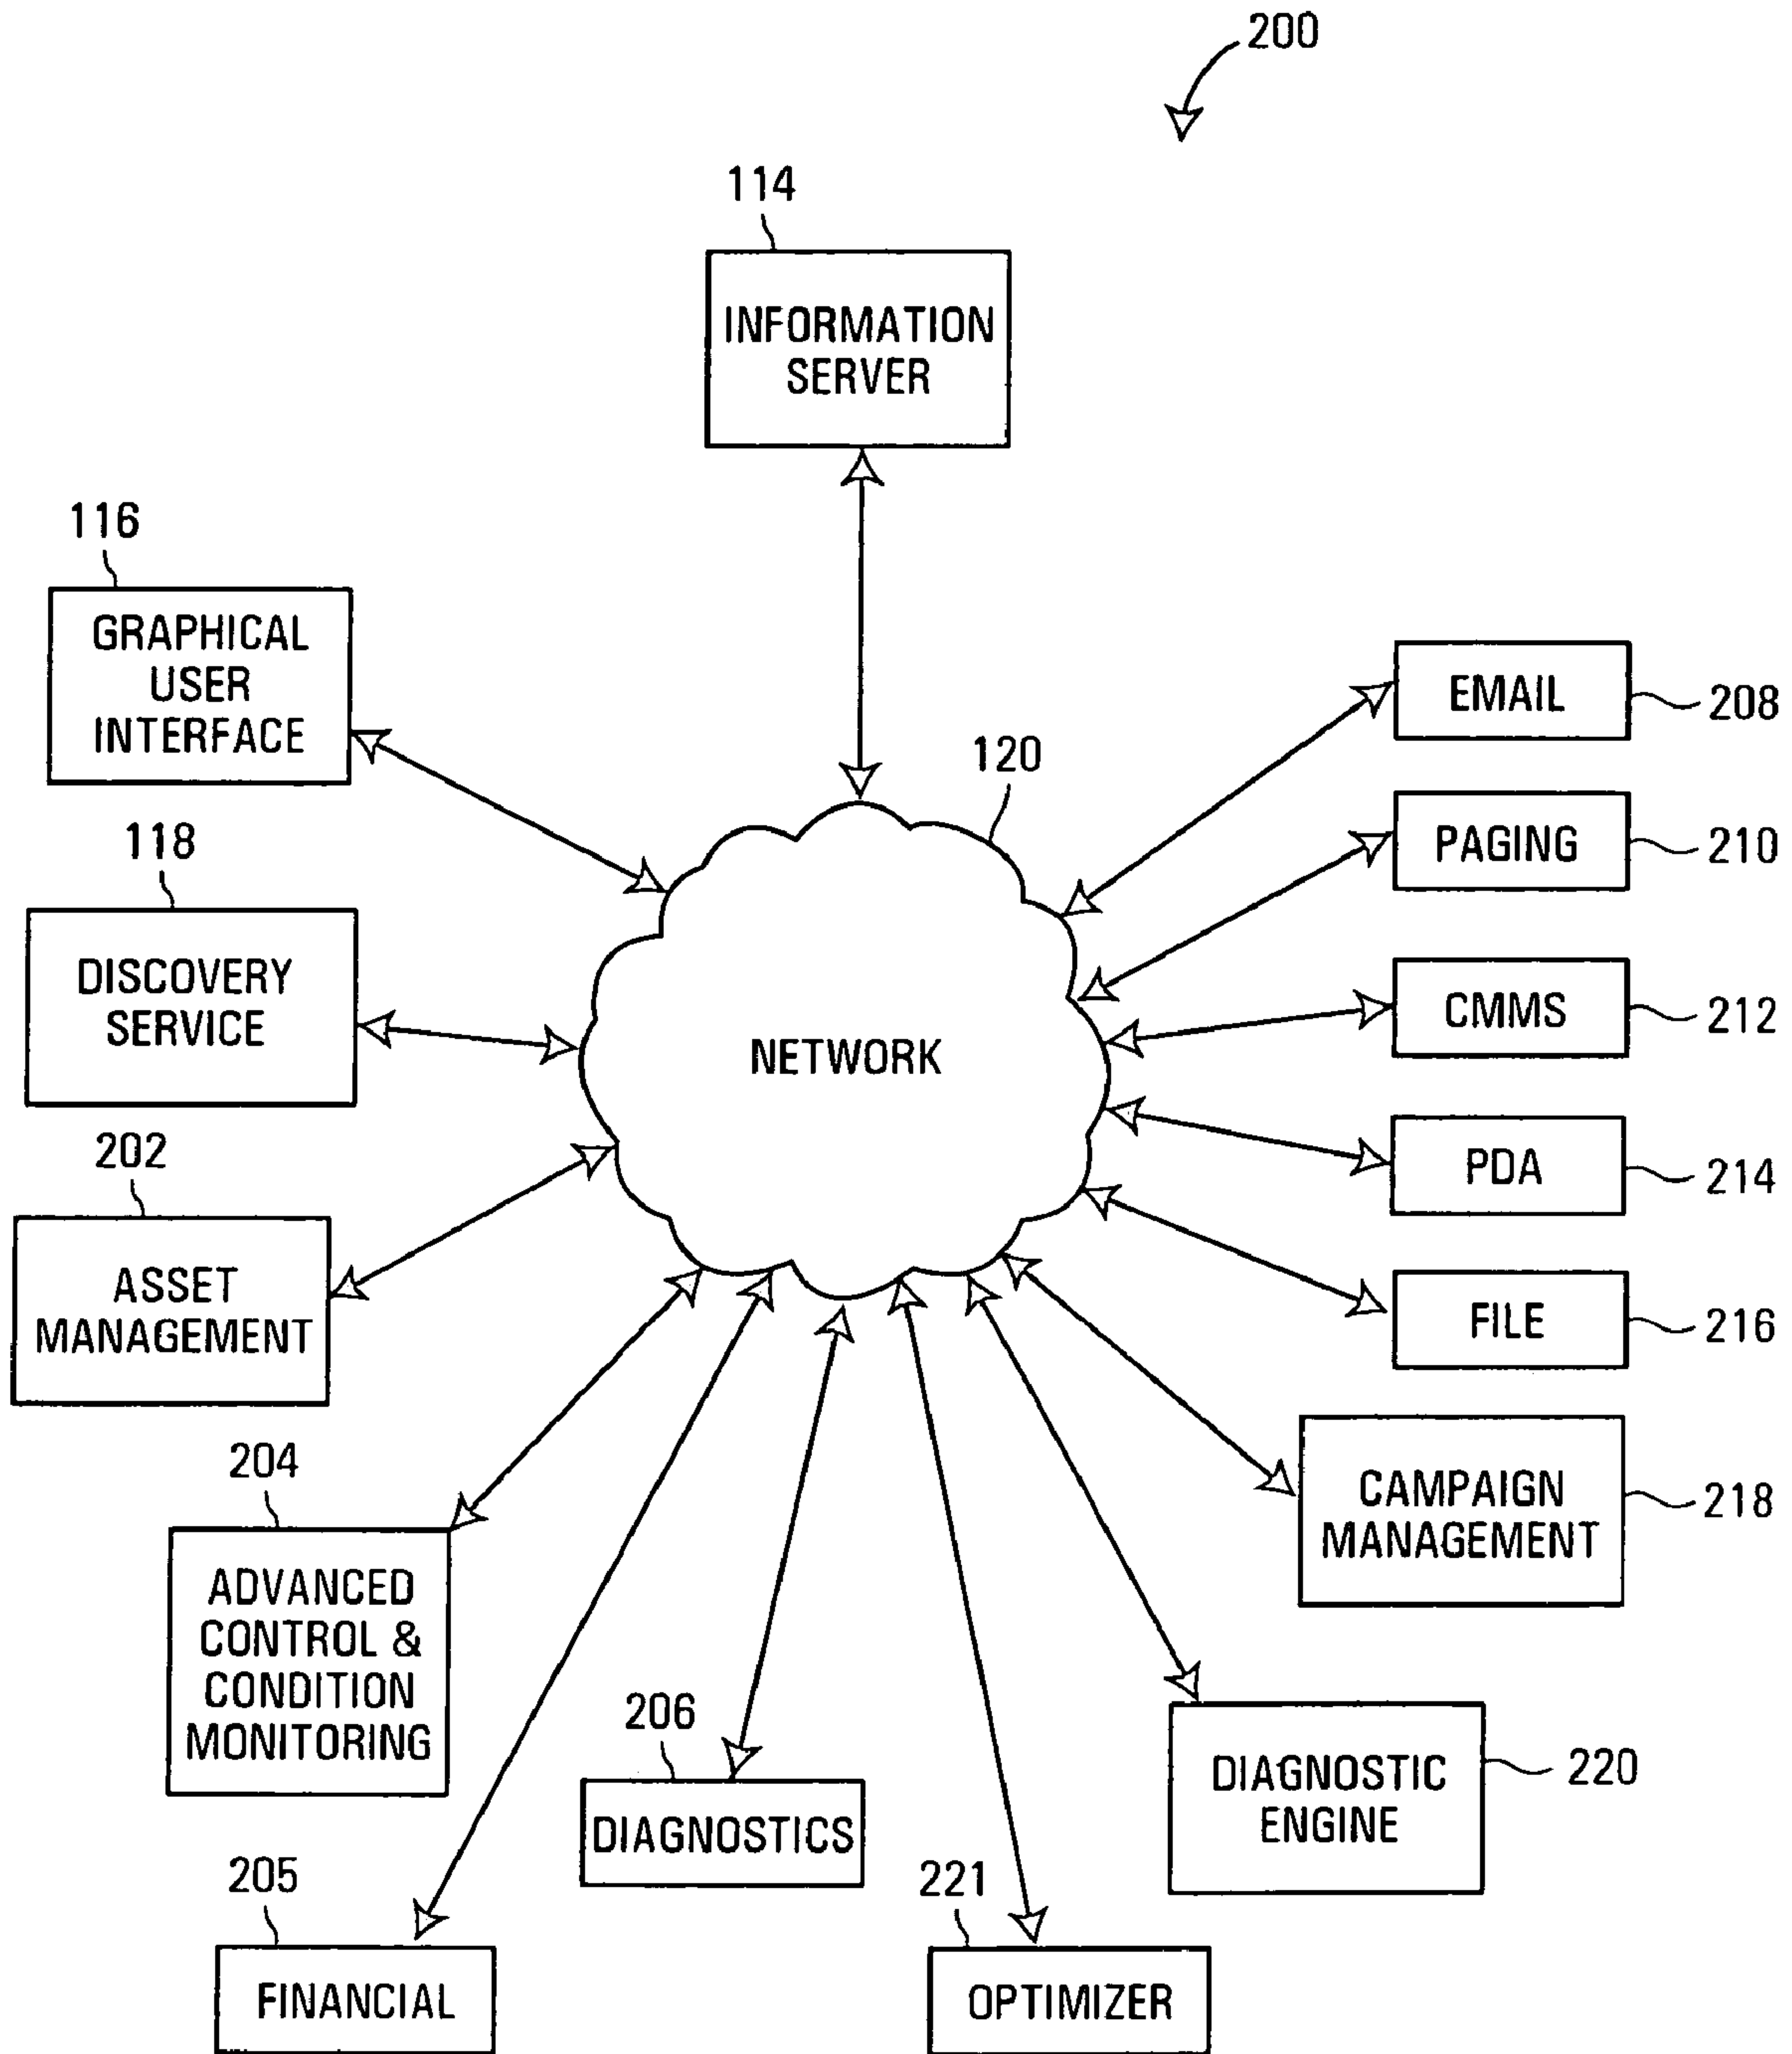 200
114
INFORMATION
SERVER
116
GRAPHICAL
USER
INTERFACE
EMAIL
208
120
PAGING
210
118
DISCOVERY
SERVICE
CMMS
212
NETWORK
202
PDA
214
ASSET
MANAGEMENT
FILE
216
204
CAMPAIGN
MANAGEMENT
218
ADVANCED
CONTROL &
CONDITION
MONITORING
206
DIAGNOSTICS
DIAGNOSTIC
ENGINE
220
205
FINANCIAL
221
OPTIMIZER